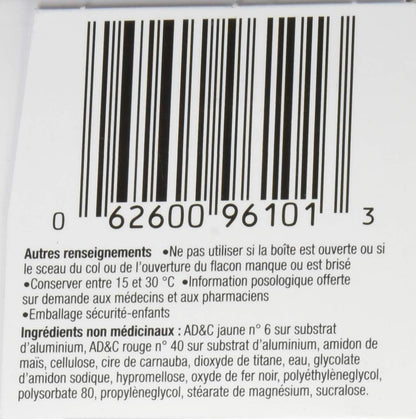 0 62600 96101 3
Autres renseignements •Ne pas utiliser si la boîte est ouverte ou si
le sceau du col ou de l'ouverture du flacon manque ou est brisé
•Conserver entre 15 et 30 °C •Information posologique offerte
sur demande aux médecins et aux pharmaciens
•Emballage sécurité-enfants
Ingrédients non médicinaux : AD&C jaune n° 6 sur substrat
d'aluminium, AD&C rouge n° 40 sur substrat d'aluminium, amidon de
maïs, cellulose, cire de carnauba, dioxyde de titane, eau, glycolate
d'amidon sodique, hypromellose, oxyde de fer noir, polyéthylèneglycol,
polysorbate 80, propylèneglycol, stéarate de magnésium, sucralose.